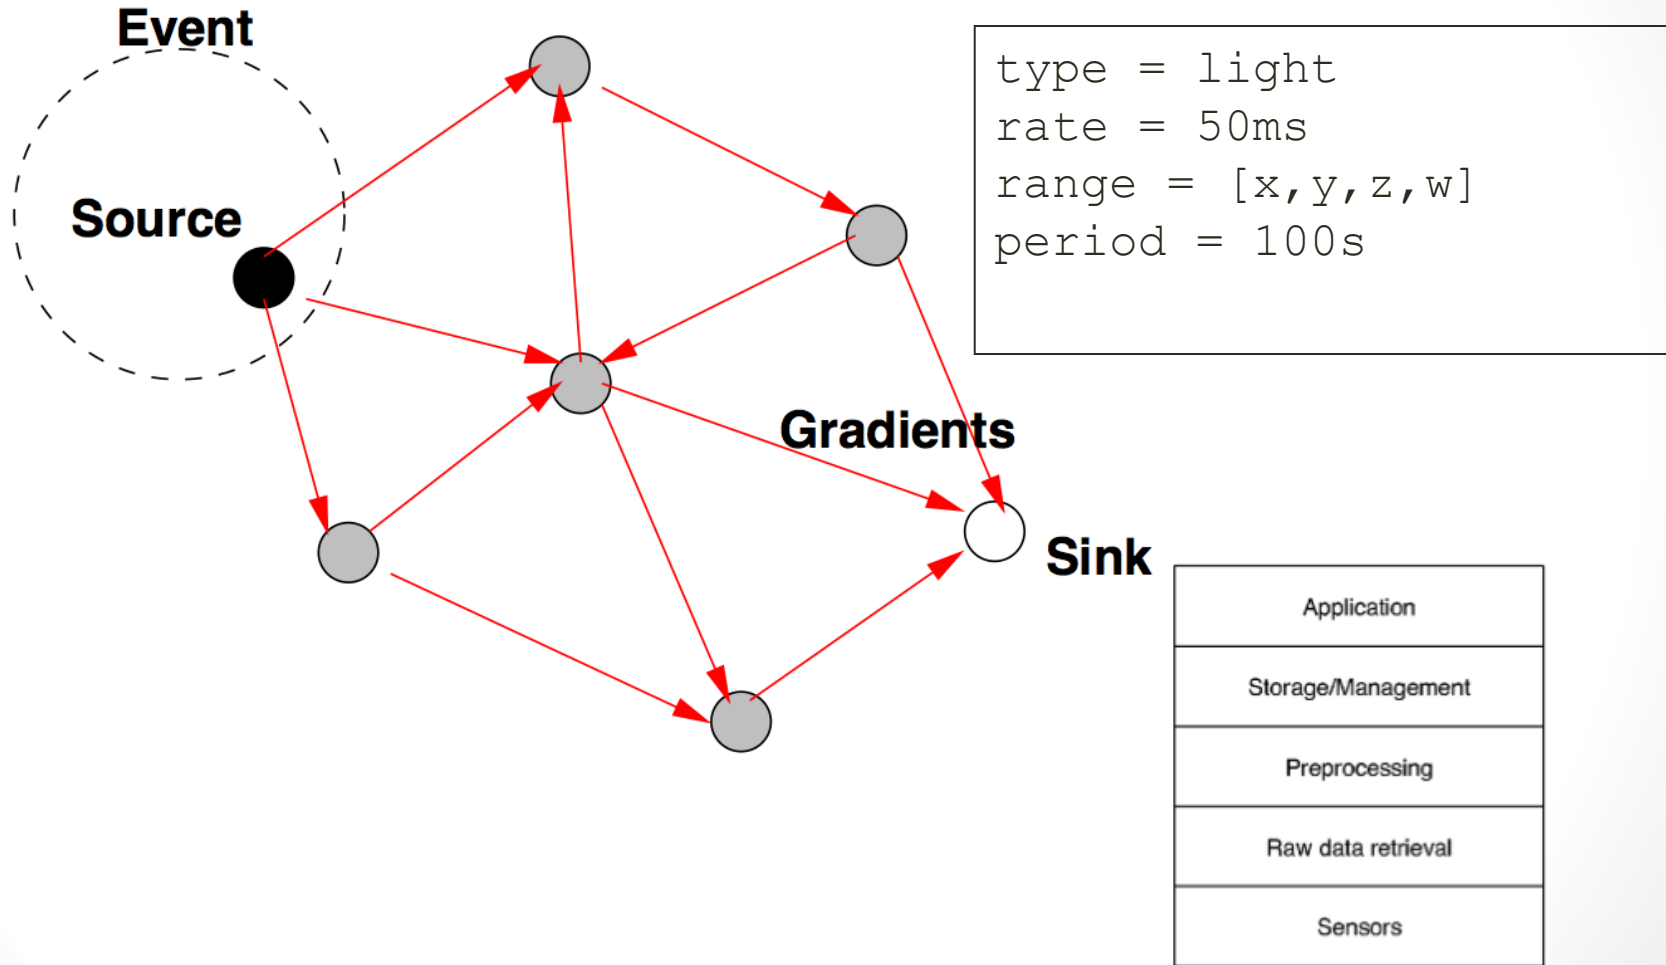 Event
Source
type = light
rate = 50ms
range = [x,y,z,w]
period = 100s
Gradients
Sink
Application
Storage/Management
Preprocessing
Raw data retrieval
Sensors